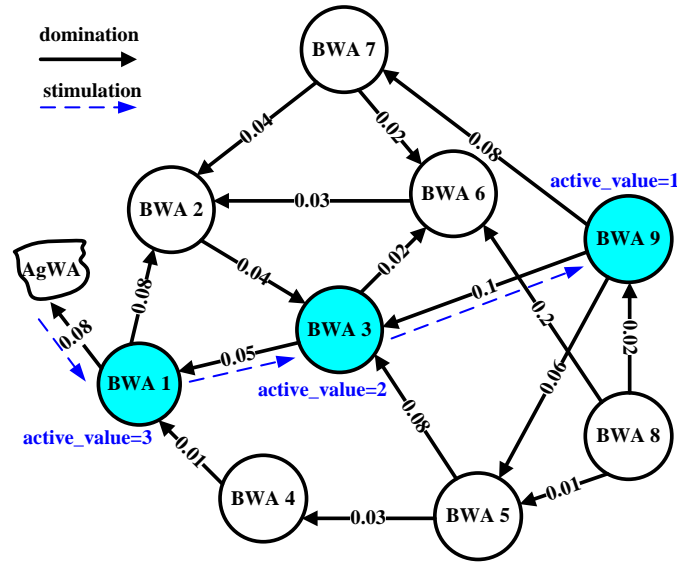 domination
stimulation
BWA 7
0.04
0.02
0.08
BWA 6
active_value=1
BWA 2
0.03
BWA 9
AgWA
0.04
0.02
0.08
0.1
BWA 3
0.2
0.02
0.08
0.05
0.06
BWA 1
active_value=2
0.08
active_value=3
BWA 8
0.01
BWA 4
0.01
BWA 5
0.03